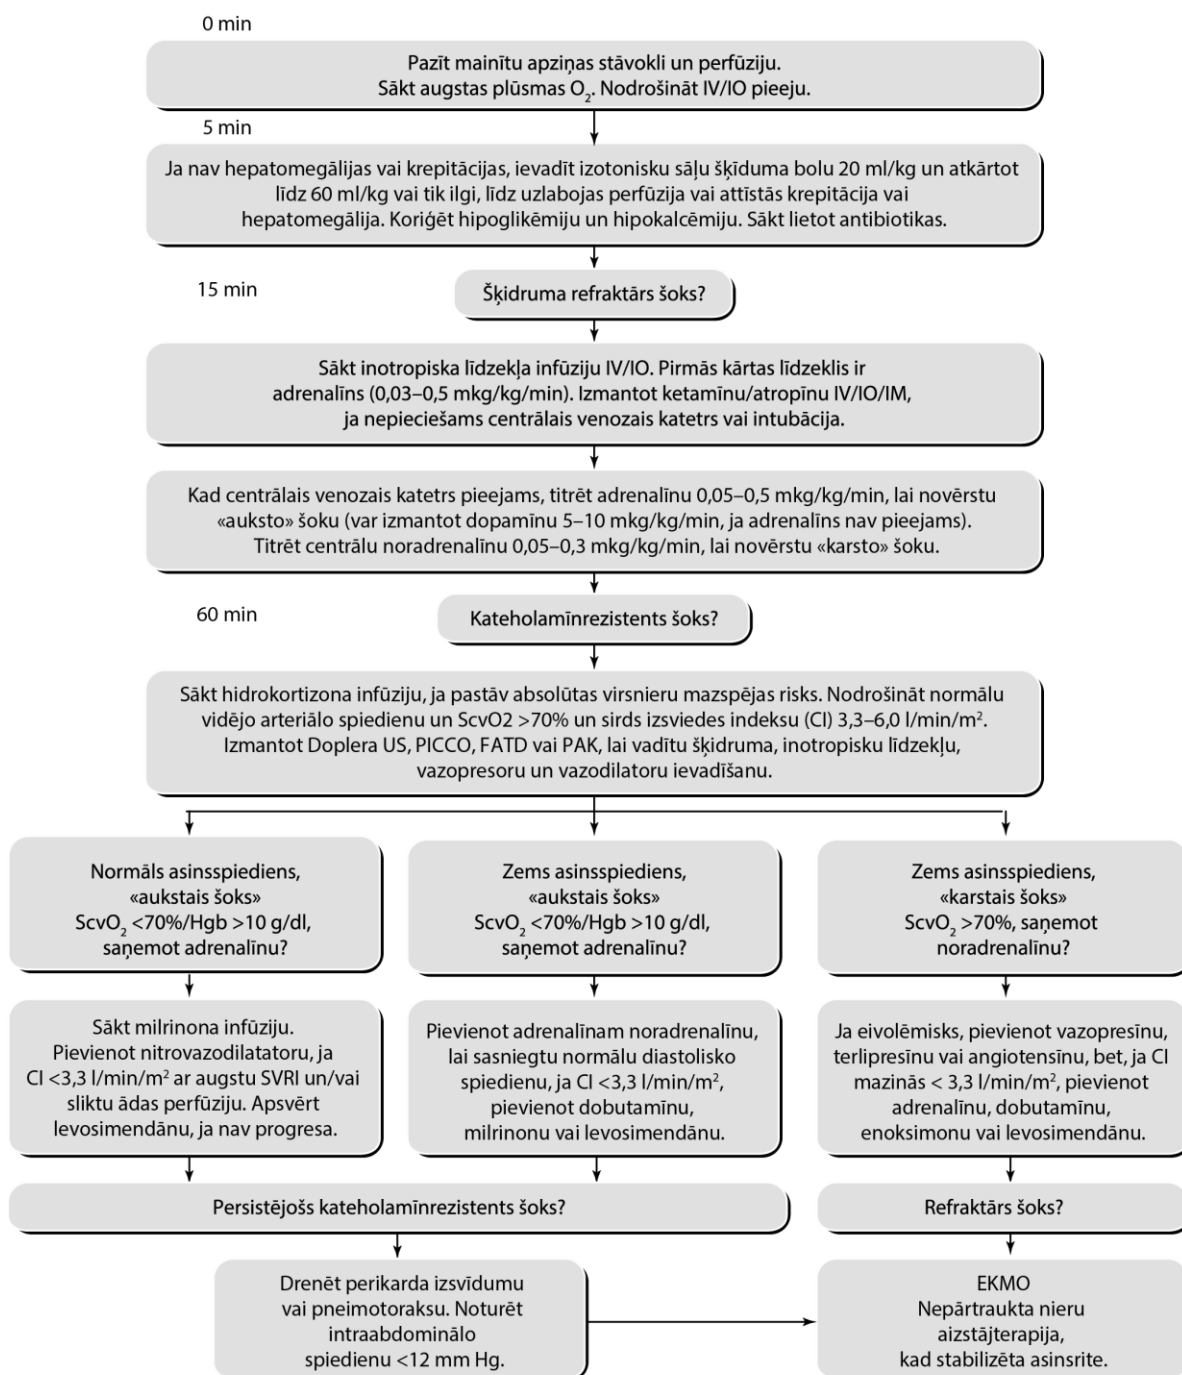 0 min
Pazīt mainītu apziņas stāvokli un perfūziju.
Sākt augstas plūsmas O₂. Nodrošināt IV/IO pieeju.
5 min
Ja nav hepatomegālijas vai krepitācijas, ievadīt izotonisku sāļu šķīduma bolu 20 ml/kg un atkārtot
līdz 60 ml/kg vai tik ilgi, līdz uzlabojas perfūzija vai attīstās krepitācija vai
hepatomegālija. Koriģēt hipoglikēmiju un hipokalcēmiju. Sākt lietot antibiotikas.
15 min
Šķidruma refraktārs šoks?
Sākt inotropiska līdzekļa infūziju IV/IO. Pirmās kārtas līdzeklis ir
adrenalīns (0,03–0,5 mkg/kg/min). Izmantot ketamīnu/atropīnu IV/IO/IM,
ja nepieciešams centrālais venozais katetrs vai intubācija.
Kad centrālais venozais katetrs pieejams, titrēt adrenalīnu 0,05–0,5 mkg/kg/min, lai novērstu
«auksto» šoku (var izmantot dopamīnu 5–10 mkg/kg/min, ja adrenalīns nav pieejams).
Titrēt centrālu noradrenalīnu 0,05–0,3 mkg/kg/min, lai novērstu «karsto» šoku.
60 min
Kateholamīnrezistents šoks?
Sākt hidrokortizona infūziju, ja pastāv absolūtas virsnieru mazspējas risks. Nodrošināt normālu
vidējo arteriālo spiedienu un ScvO2 >70% un sirds izsviedes indeksu (CI) 3,3–6,0 l/min/m².
Izmantot Doplera US, PICCO, FATD vai PAK, lai vadītu šķidruma, inotropisku līdzekļu,
vazopresoru un vazodilatoru ievadīšanu.
Normāls asinsspiediens,
«aukstais šoks»
ScvO₂ <70%/Hgb >10 g/dl,
saņemot adrenalīnu?
Zems asinsspiediens,
«aukstais šoks»
ScvO₂ <70%/Hgb >10 g/dl,
saņemot adrenalīnu?
Zems asinsspiediens,
«karstais šoks»
ScvO₂ >70%, saņemot
noradrenalīnu?
Sākt milrinona infūziju.
Pievienot nitrovazodilatatoru, ja
CI <3,3 l/min/m² ar augstu SVRI un/vai
sliktu ādas perfūziju. Apsvērt
levosimendānu, ja nav progresa.
Pievienot adrenalīnam noradrenalīnu,
lai sasniegtu normālu diastolisko
spiedienu, ja CI <3,3 l/min/m²,
pievienot dobutamīnu,
milrinonu vai levosimendānu.
Ja eivolēmisks, pievienot vazopresīnu,
terlipresīnu vai angiotensīnu, bet, ja CI
mazinās < 3,3 l/min/m², pievienot
adrenalīnu, dobutamīnu,
enoksimonu vai levosimendānu.
Persistējošs kateholamīnrezistents šoks?
Refraktārs šoks?
Drenēt perikarda izsvīdumu
vai pneimotoraksu. Noturēt
intraabdominālo
spiedienu <12 mm Hg.
EKMO
Nepārtraukta nieru
aizstājterapija,
kad stabilizēta asinsrite.